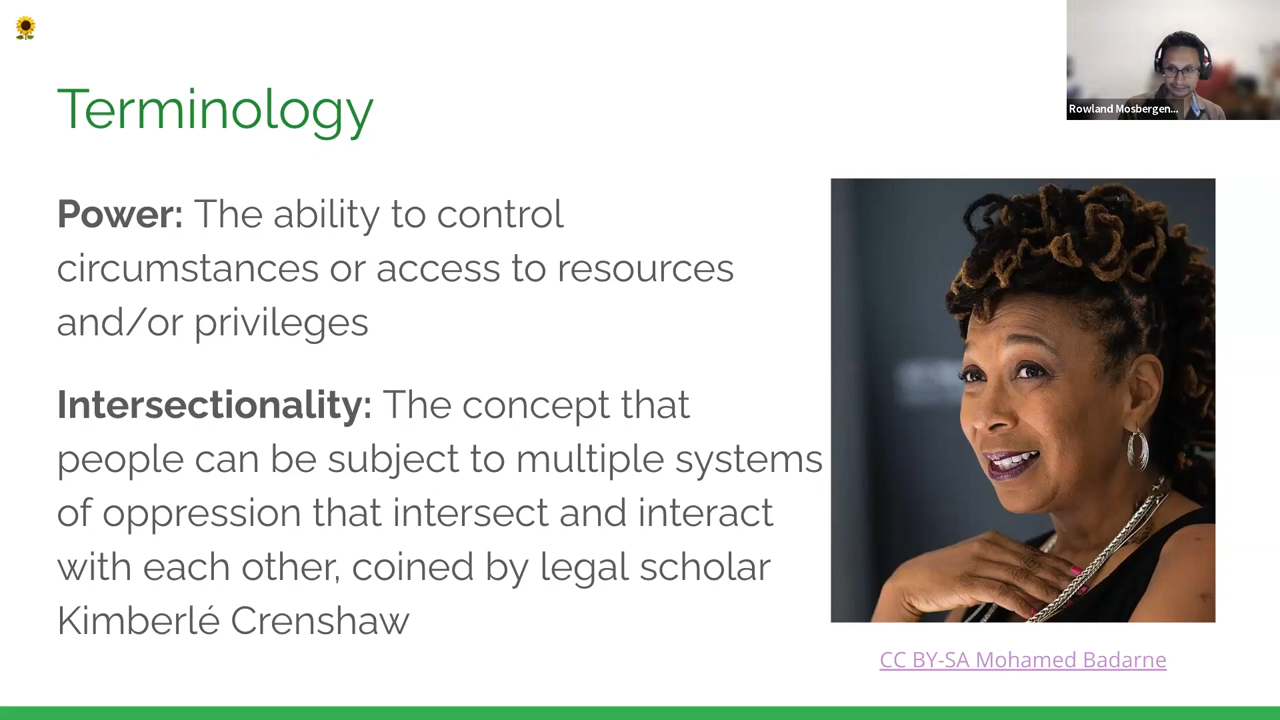 Terminology
Rowland Mosbergen...
Power: The ability to control
circumstances or access to resources
and/or privileges
Intersectionality: The concept that
people can be subject to multiple systems
of oppression that intersect and interact
with each other, coined by legal scholar
Kimberlé Crenshaw
CC BY-SA Mohamed Badarne